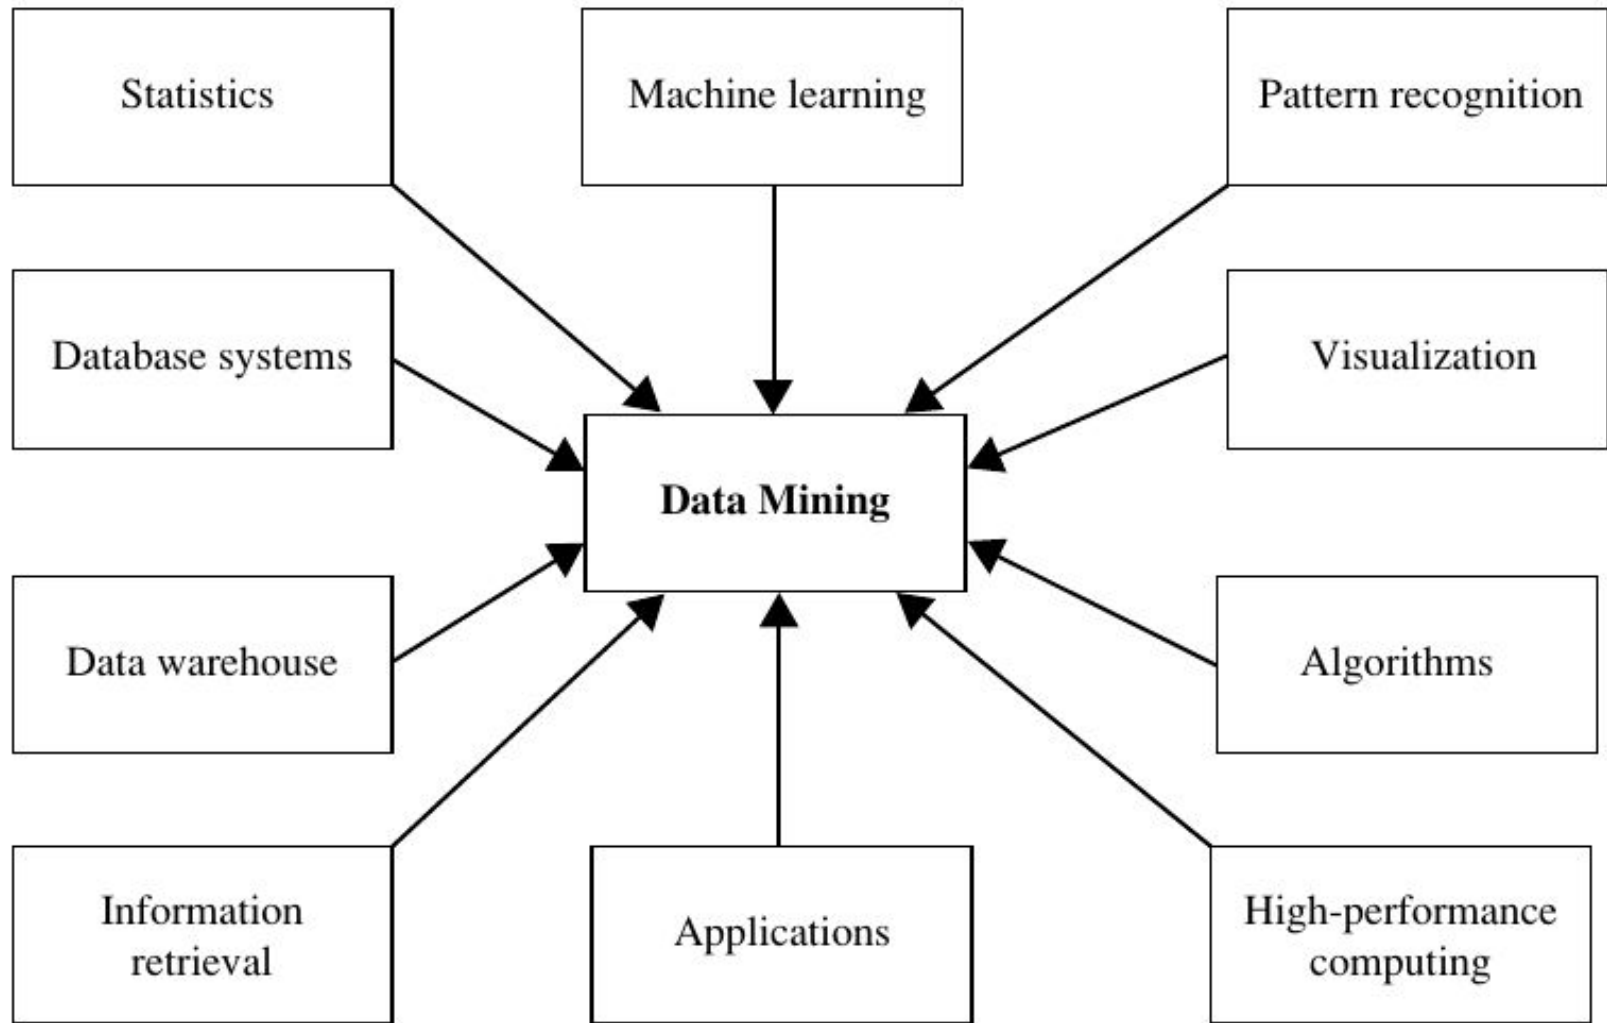 Statistics
Machine learning
Pattern recognition
Database systems
Visualization
Data Mining
Data warehouse
Algorithms
Information
retrieval
Applications
High-performance
computing